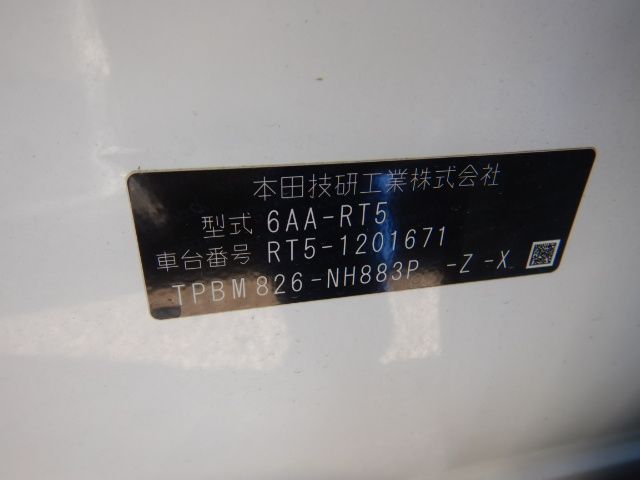 本田技研工業株式会社
型式 6AA-RT5
車台番号 RT5-1201671
TPBM826-NH883P -Z-X